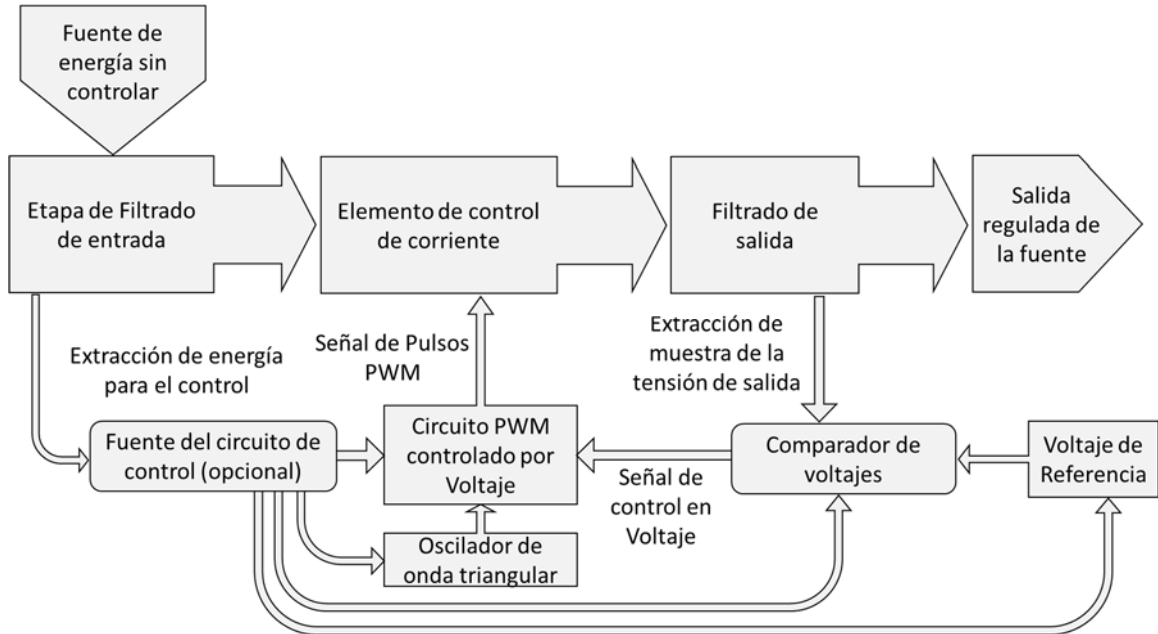 Fuente de
energía sin
controlar
Etapa de Filtrado
de entrada
Elemento de control
de corriente
Filtrado de
salida
Salida
regulada de
la fuente
Extracción de energía
para el control
Señal de Pulsos
PWM
Extracción de
muestra de la
tensión de salida
Fuente del circuito de
control (opcional)
Circuito PWM
controlado por
Voltaje
Señal de
control en
Voltaje
Comparador de
voltajes
Voltaje de
Referencia
Oscilador de
onda triangular